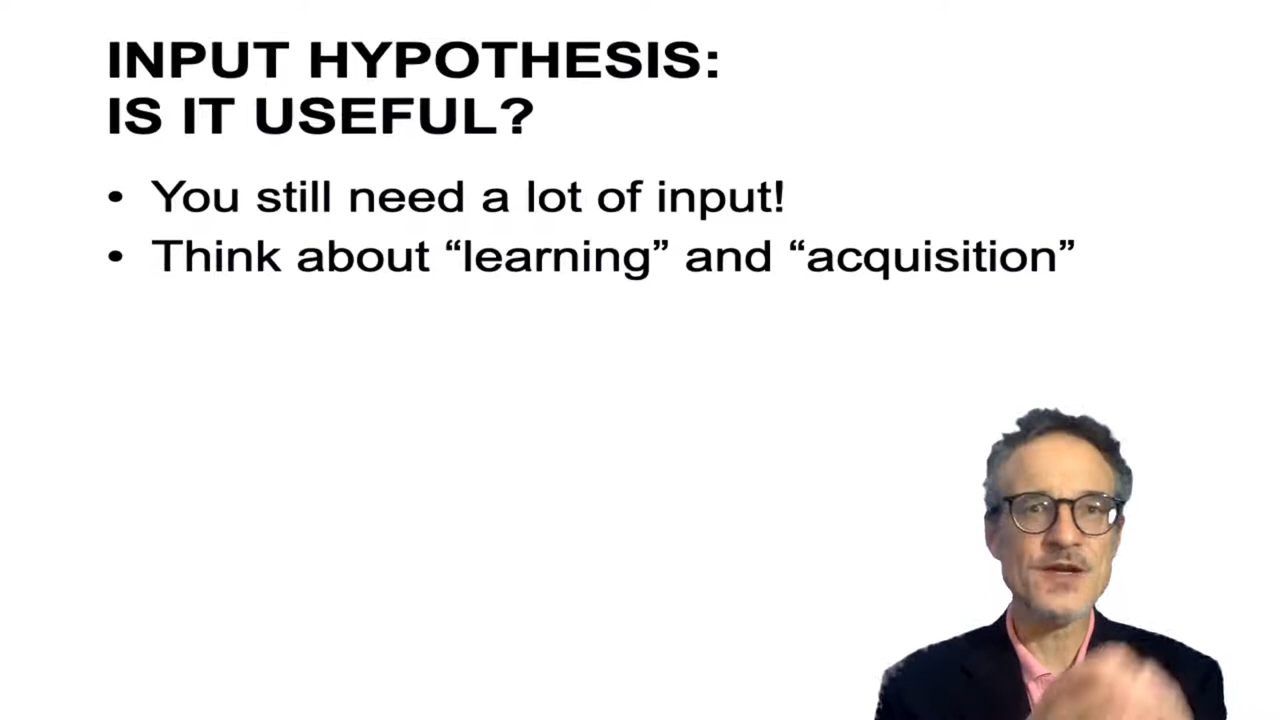 INPUT HYPOTHESIS:
IS IT USEFUL?
• You still need a lot of input!
• Think about “learning” and “acquisition”